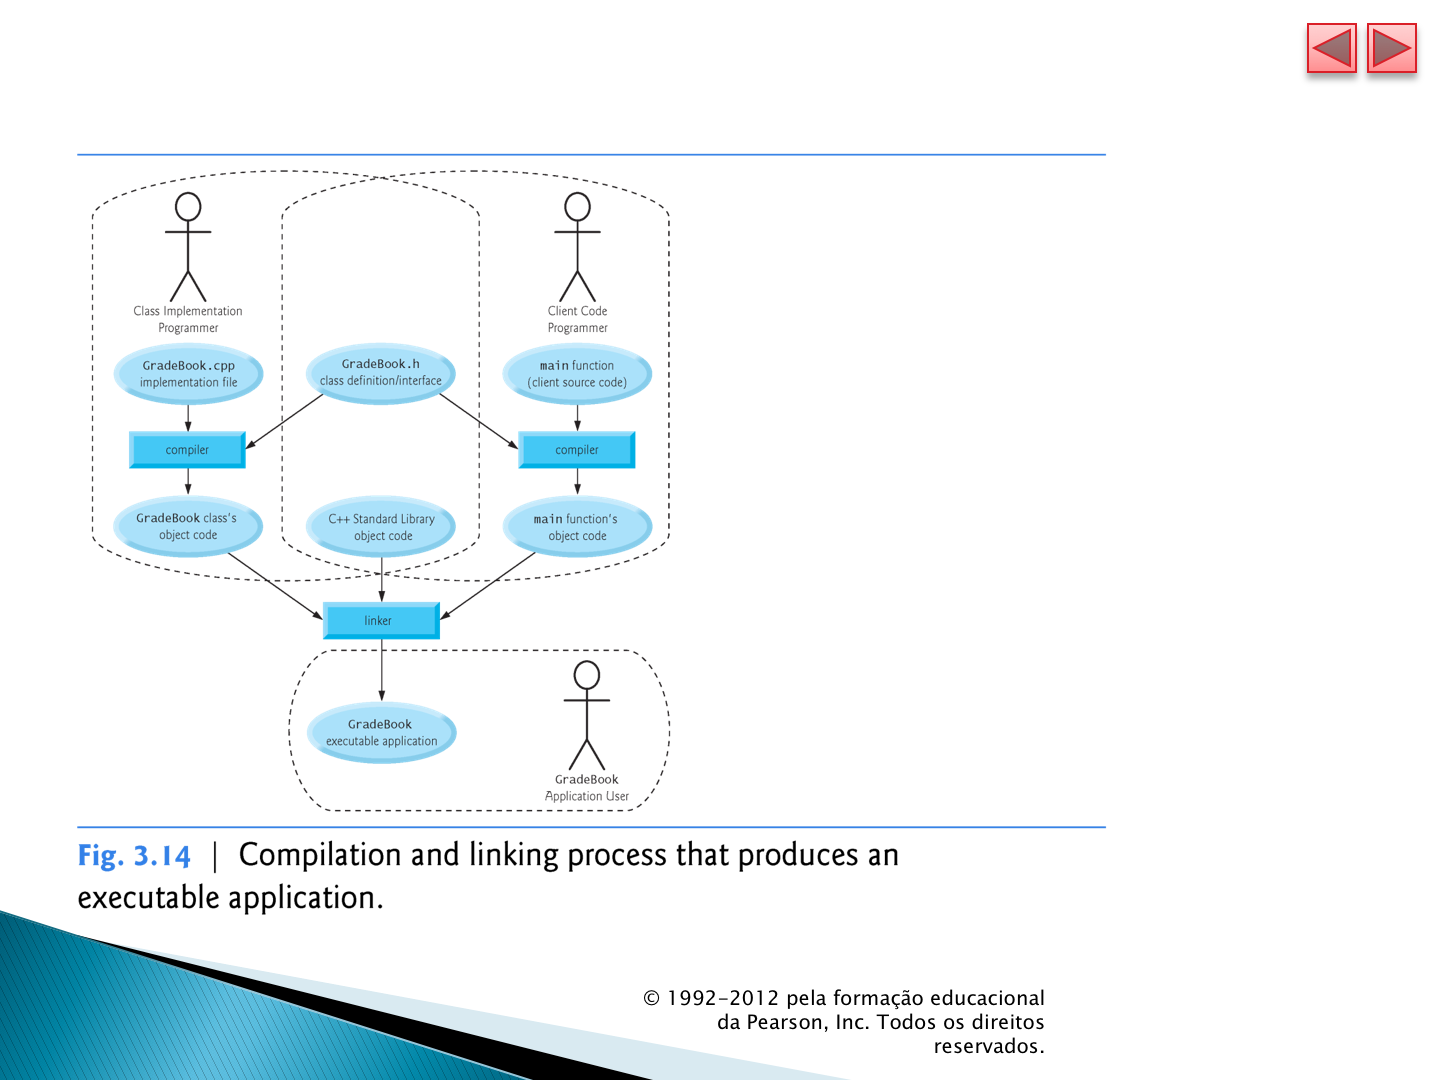 Class Implementation
Programmer
Client Code
Programmer
GradeBook.cpp
implementation file
GradeBook.h
class definition/interface
main function
(client source code)
compiler
compiler
GradeBook class's
object code
C++ Standard Library
object code
main function's
object code
linker
GradeBook
executable application
GradeBook
Application User
Fig. 3.14 | Compilation and linking process that produces an
executable application.
© 1992-2012 pela formação educacional
da Pearson, Inc. Todos os direitos
reservados.